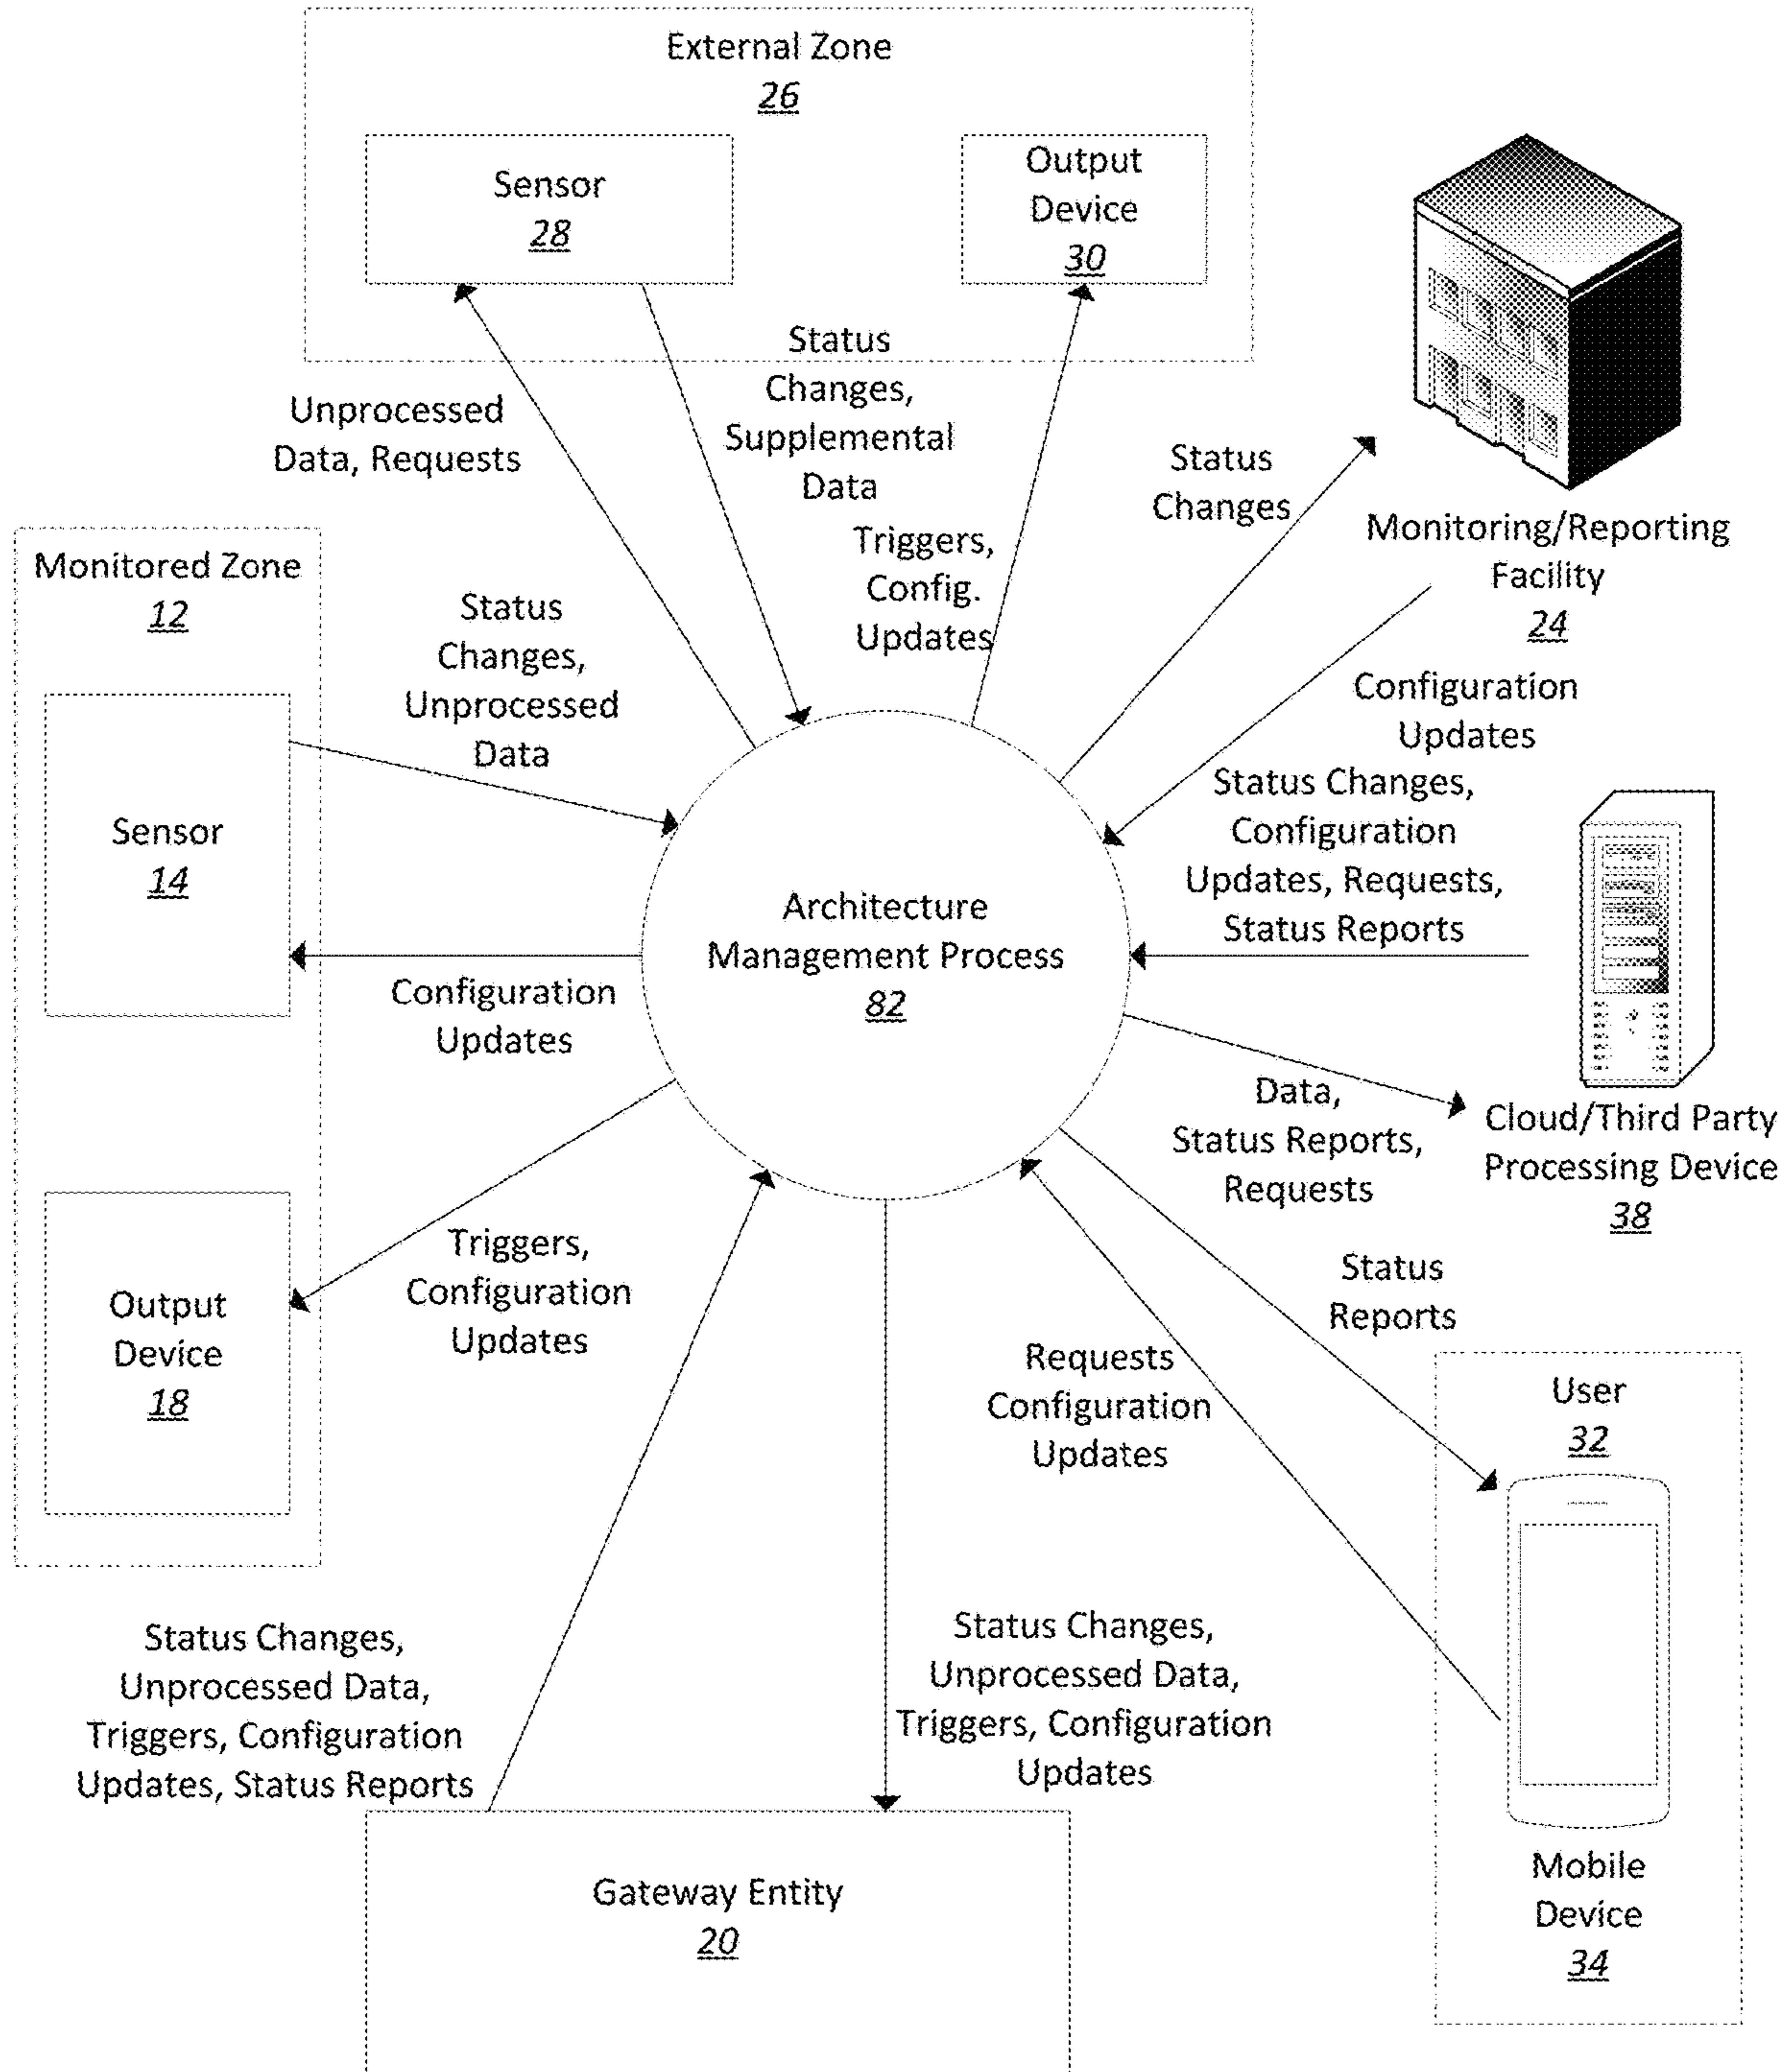 External Zone
26
Sensor
28
Output
Device
30
Status
Changes,
Supplemental
Data
Unprocessed
Data, Requests
Triggers,
Config.
Updates
Status
Changes
Monitoring/Reporting
Facility
24
Configuration
Updates
Monitored Zone
12
Status
Changes,
Unprocessed
Data
Sensor
14
Configuration
Updates
Architecture
Management Process
82
Status Changes,
Configuration
Updates, Requests,
Status Reports
Data,
Status Reports,
Requests
Cloud/Third Party
Processing Device
38
Output
Device
18
Triggers,
Configuration
Updates
Status
Reports
Requests
Configuration
Updates
User
32
Mobile
Device
34
Status Changes,
Unprocessed Data,
Triggers, Configuration
Updates, Status Reports
Status Changes,
Unprocessed Data,
Triggers, Configuration
Updates
Gateway Entity
20